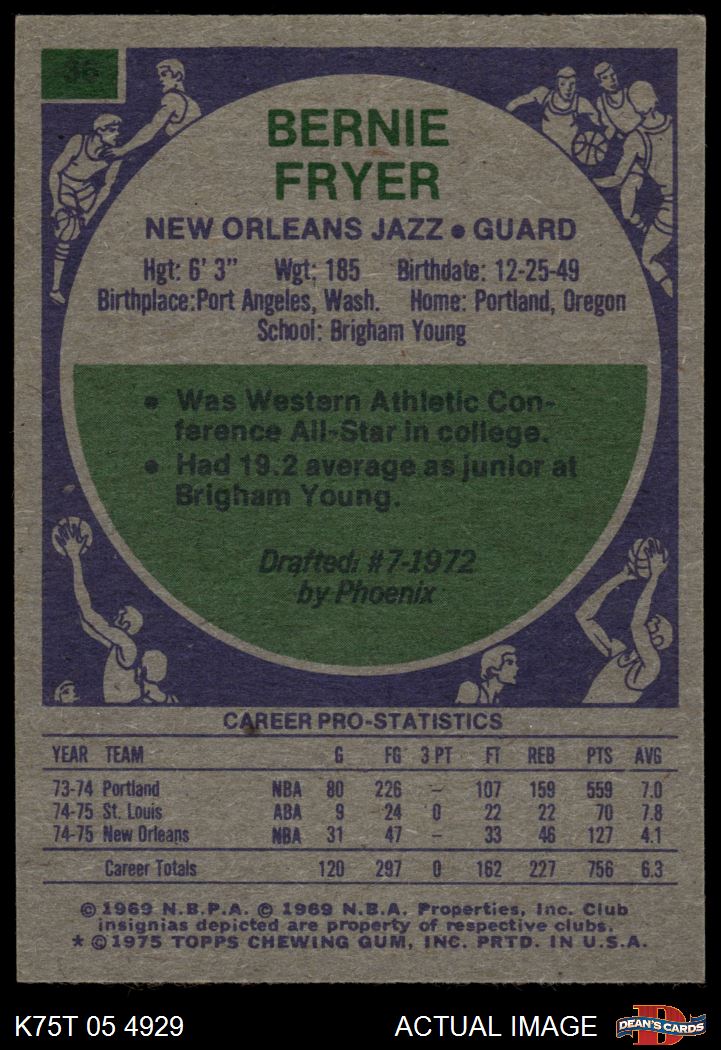 36
BERNIE
FRYER
NEW ORLEANS JAZZ • GUARD
Hgt: 6' 3" Wgt: 185 Birthdate: 12-25-49
Birthplace:Port Angeles, Wash. Home: Portland, Oregon
School: Brigham Young
• Was Western Athletic Con-
ference All-Star in college.
• Had 19.2 average as junior at
Brigham Young.
Drafted: #7-1972
by Phoenix
CAREER PRO-STATISTICS
YEAR TEAM G FG 3 PT FT REB PTS AVG
73-74 Portland NBA 80 226 – 107 159 559 7.0
74-75 St. Louis ABA 9 24 0 22 22 70 7.8
74-75 New Orleans NBA 31 47 – 33 46 127 4.1
Career Totals 120 297 0 162 227 756 6.3
© 1969 N.B.P.A. © 1969 N.B.A. Properties, Inc. Club
insignias depicted are property of respective clubs.
* © 1975 TOPPS CHEWING GUM, INC. PRTD. IN U.S.A.
K75T 05 4929 ACTUAL IMAGE D DEAN'S CARDS